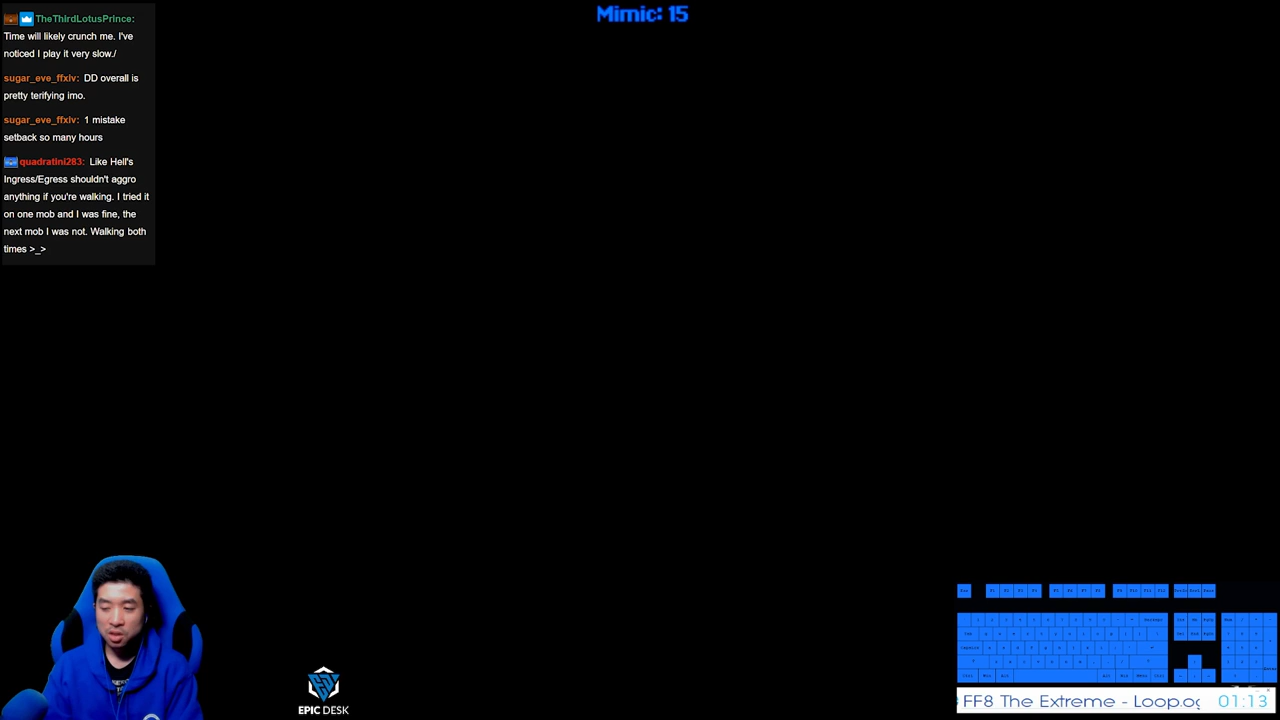 Mimic: 15
TheThirdLotusPrince:
Time will likely crunch me. I've
noticed I play it very slow./
sugar_eve_ffxiv: DD overall is
pretty terifying imo.
sugar_eve_ffxiv: 1 mistake
setback so many hours
quadratini283: Like Hell's
Ingress/Egress shouldn't aggro
anything if you're walking. I tried it
on one mob and I was fine, the
next mob I was not. Walking both
times >_>
EPIC DESK
FF8 The Extreme - Loop.og
01:13